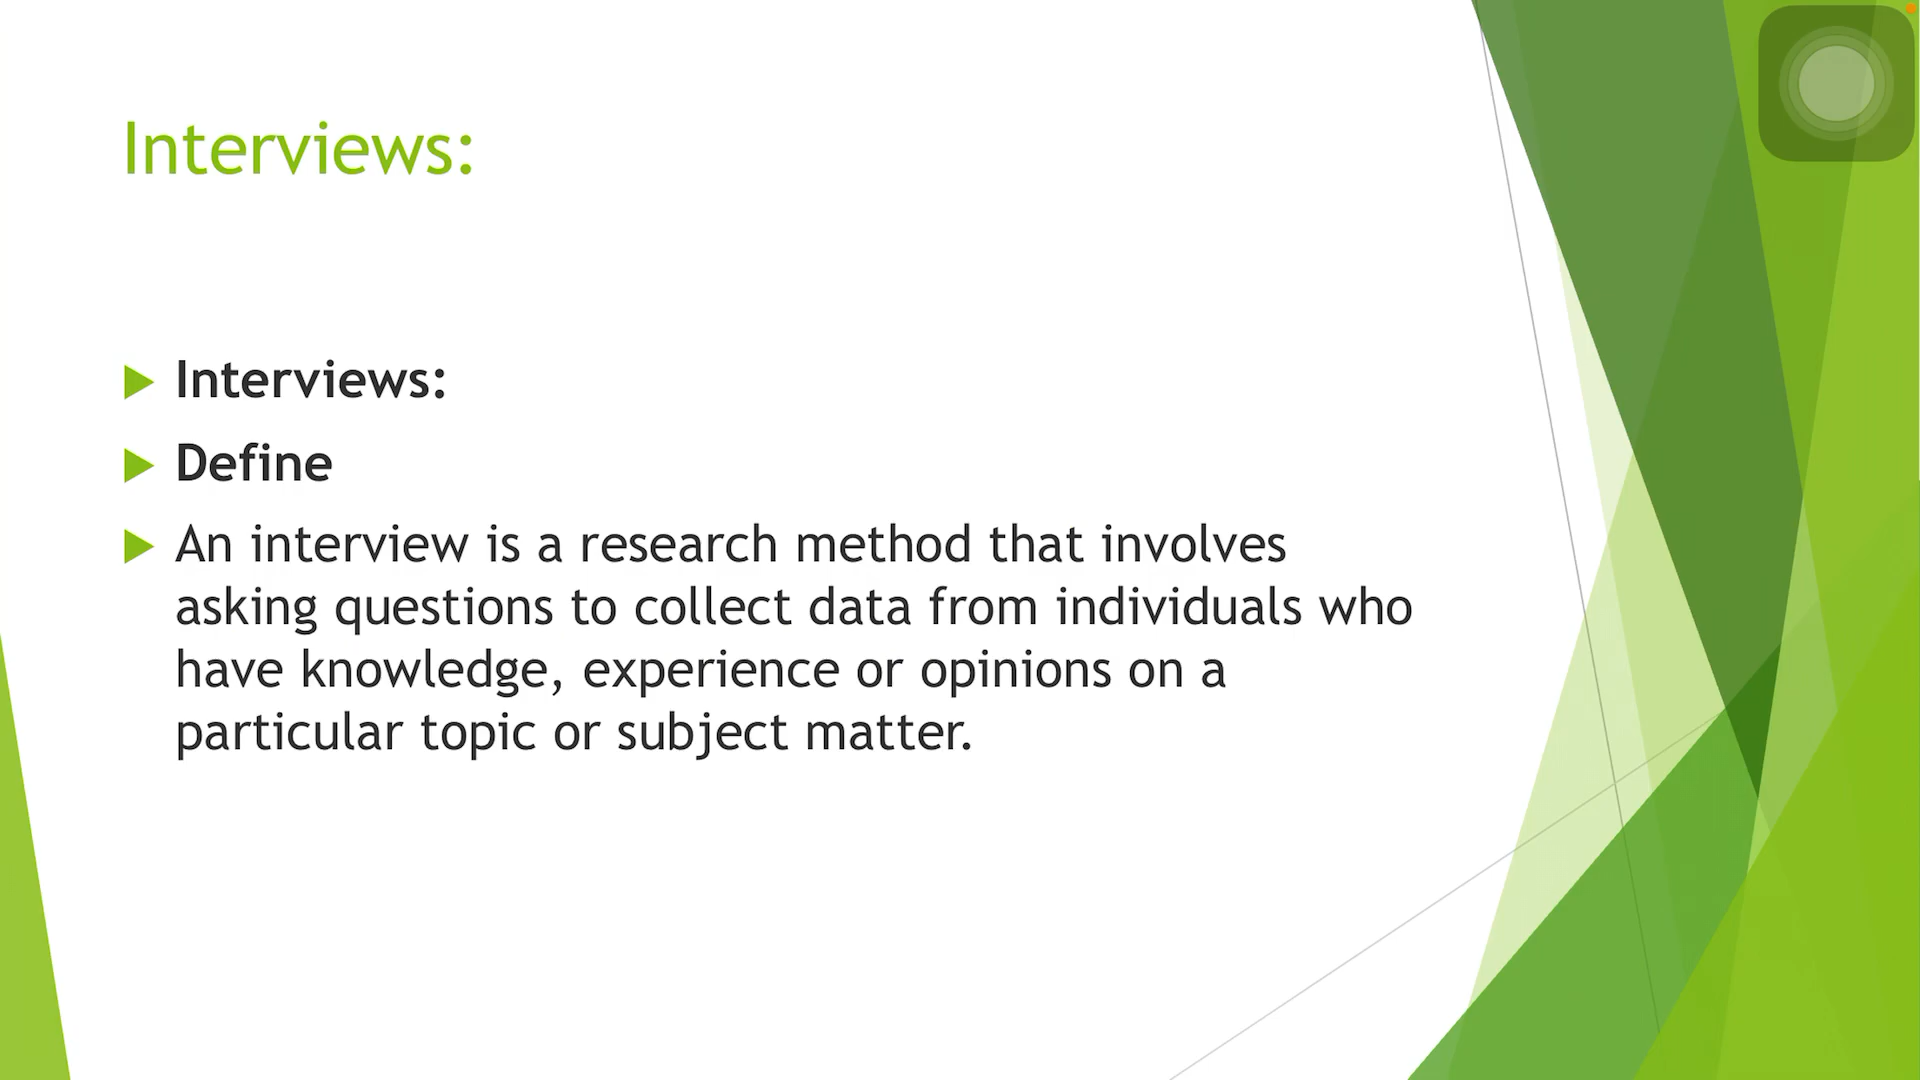 Interviews:
Interviews:
Define
An interview is a research method that involves
asking questions to collect data from individuals who
have knowledge, experience or opinions on a
particular topic or subject matter.